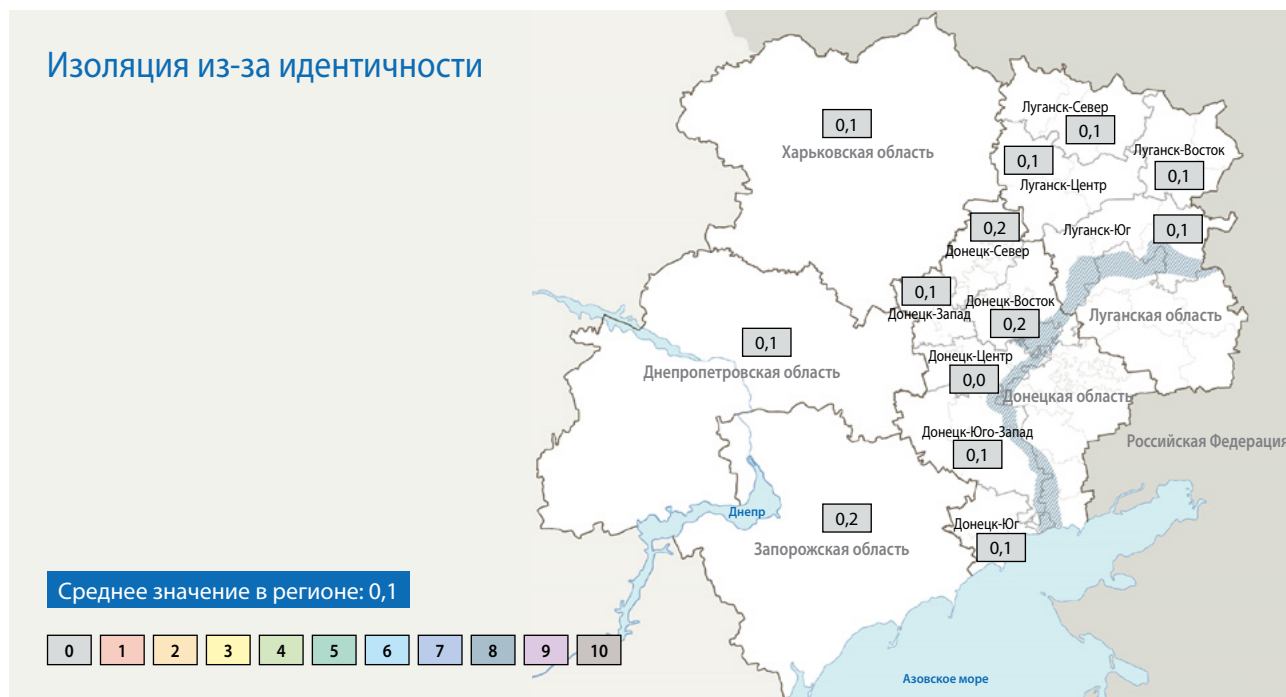 Изоляция из-за идентичности
Луганск-Север
0,1
0,1
Харьковская область
Луганск-Восток
0,1
Луганск-Центр
0,1
0,2
Донецк-Север
Луганск-Юг
0,1
0,1
Донецк-Запад
Донецк-Восток
0,2
Луганская область
0,1
Днепропетровская область
Донецк-Центр
0,0
Донецкая область
Донецк-Юго-Запад
0,1
Российская Федерация
Днепр
0,2
Запорожская область
Донецк-Юг
0,1
Среднее значение в регионе: 0,1
0 1 2 3 4 5 6 7 8 9 10
Азовское море